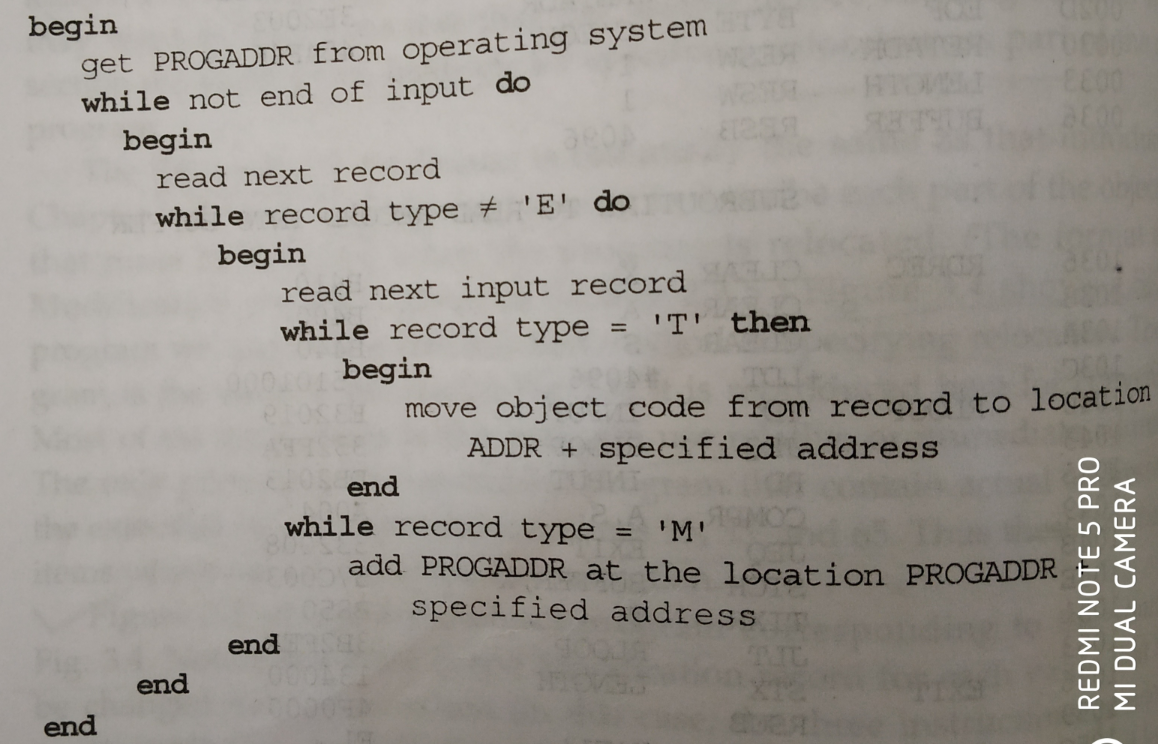 begin
get PROGADDR from operating system
while not end of input do
begin
read next record
while record type ≠ 'E' do
begin
read next input record
while record type = 'T' then
begin
move object code from record to location
ADDR + specified address
end
while record type = 'M'
add PROGADDR at the location PROGADDR +
specified address
end
end
end
REDMI NOTE 5 PRO
MI DUAL CAMERA